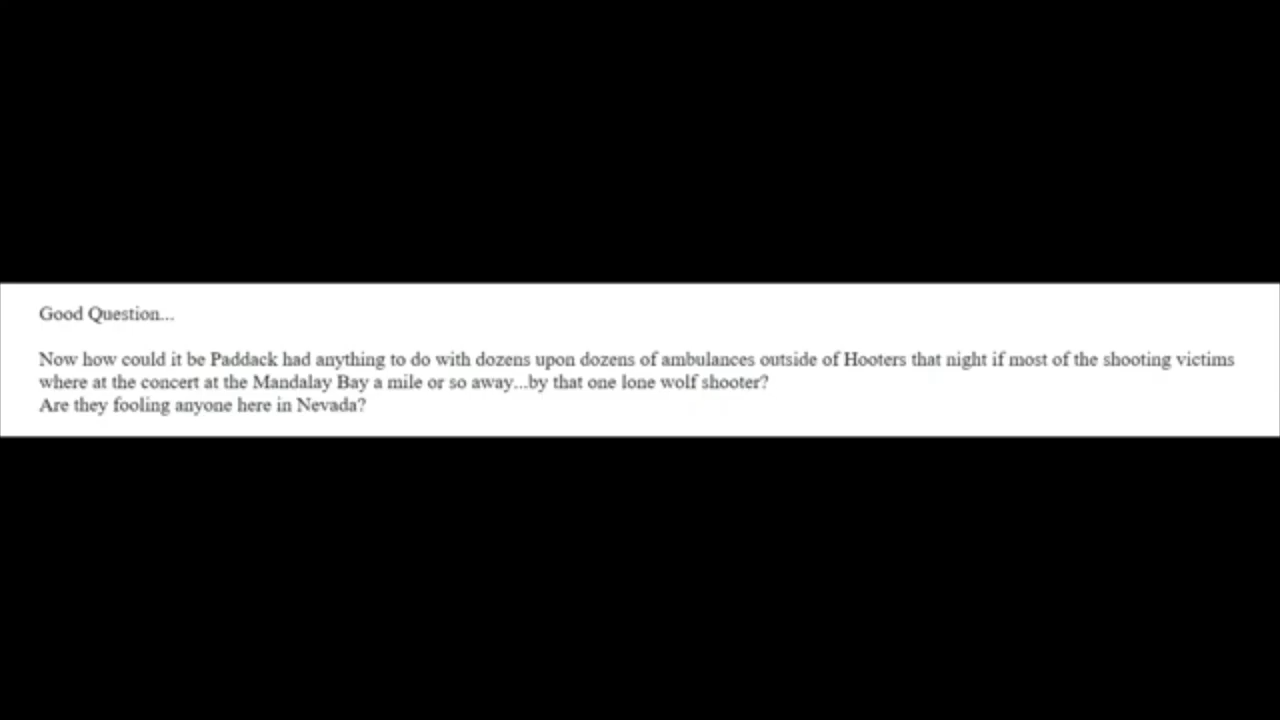 Good Question...
Now how could it be Paddack had anything to do with dozens upon dozens of ambulances outside of Hooters that night if most of the shooting victims
where at the concert at the Mandalay Bay a mile or so away...by that one lone wolf shooter?
Are they fooling anyone here in Nevada?